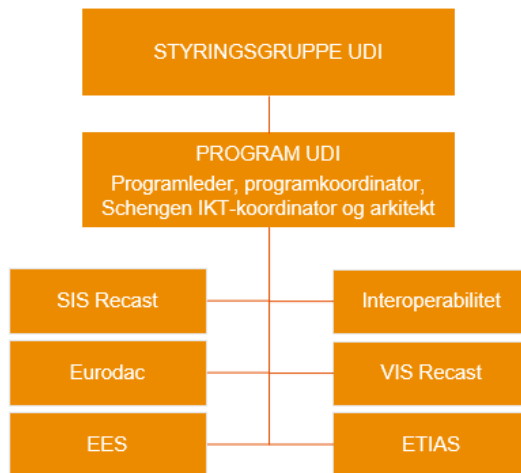 STYRINGSGRUPPE UDI
PROGRAM UDI
Programleder, programkoordinator,
Schengen IKT-koordinator og arkitekt
SIS Recast
Interoperabilitet
Eurodac
VIS Recast
EES
ETIAS